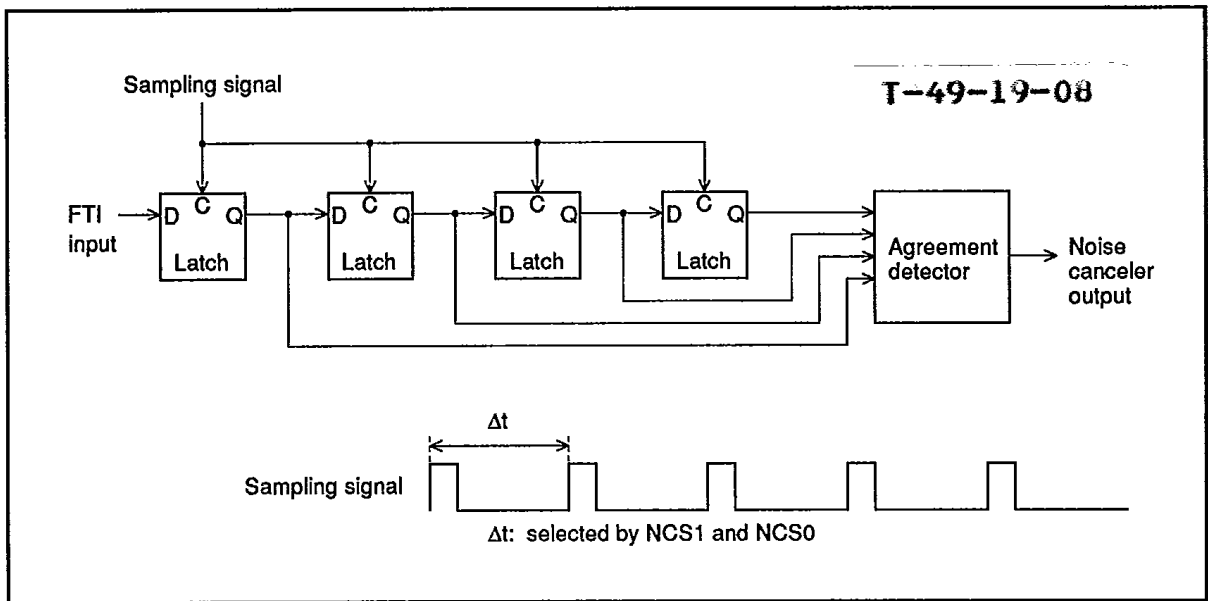 Sampling signal
T-49-19-08
FTI
input
D C Q
Latch
D C Q
Latch
D C Q
Latch
D C Q
Latch
Agreement
detector
Noise
canceler
output
Δt
Sampling signal
Δt: selected by NCS1 and NCS0